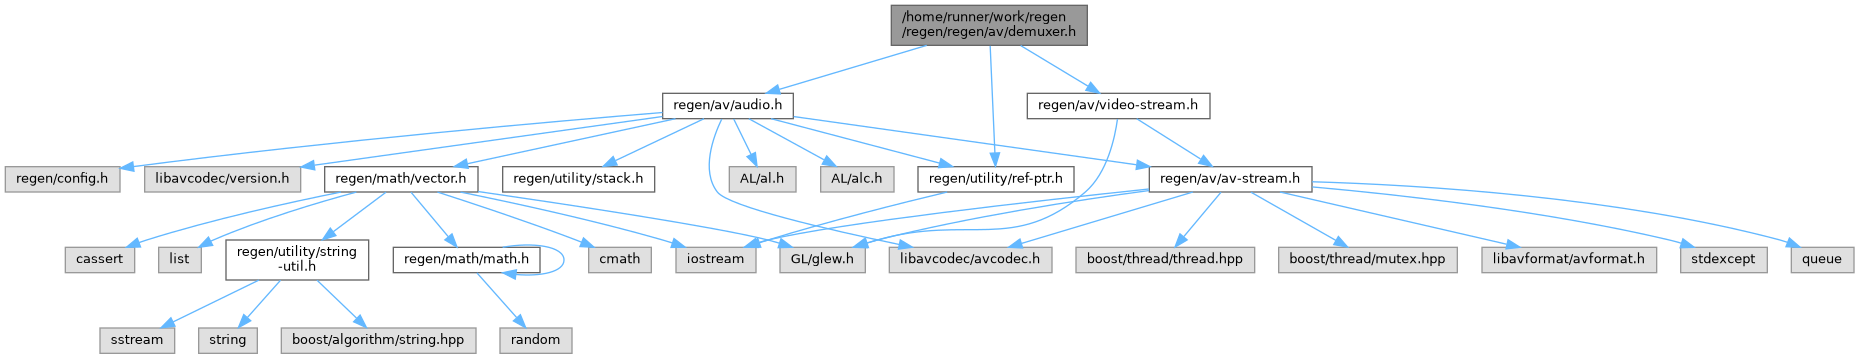 /home/runner/work/regen
/regen/regen/av/demuxer.h
regen/av/audio.h
regen/av/video-stream.h
regen/config.h
libavcodec/version.h
regen/math/vector.h
regen/utility/stack.h
AL/al.h
AL/alc.h
regen/utility/ref-ptr.h
regen/av/av-stream.h
cassert
list
regen/utility/string
-util.h
regen/math/math.h
cmath
iostream
GL/glew.h
libavcodec/avcodec.h
boost/thread/thread.hpp
boost/thread/mutex.hpp
libavformat/avformat.h
stdexcept
queue
sstream
string
boost/algorithm/string.hpp
random